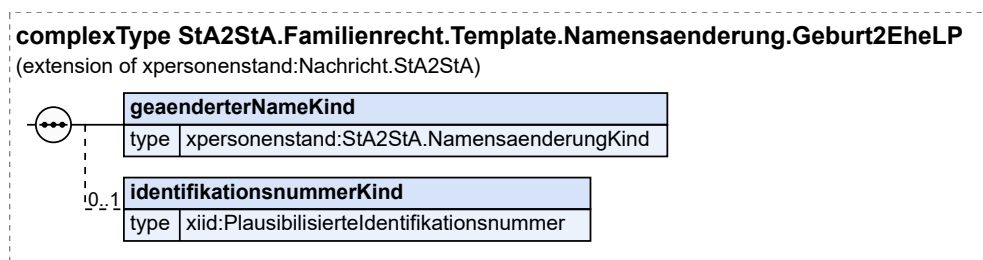 complexType StA2StA.Familienrecht.Template.Namensaenderung.Geburt2EheLP
(extension of xpersonenstand:Nachricht.StA2StA)
geaenderterNameKind
type xpersonenstand:StA2StA.NamensaenderungKind
0..1 identifikationsnummerKind
type xiid:PlausibilisierteIdentifikationsnummer